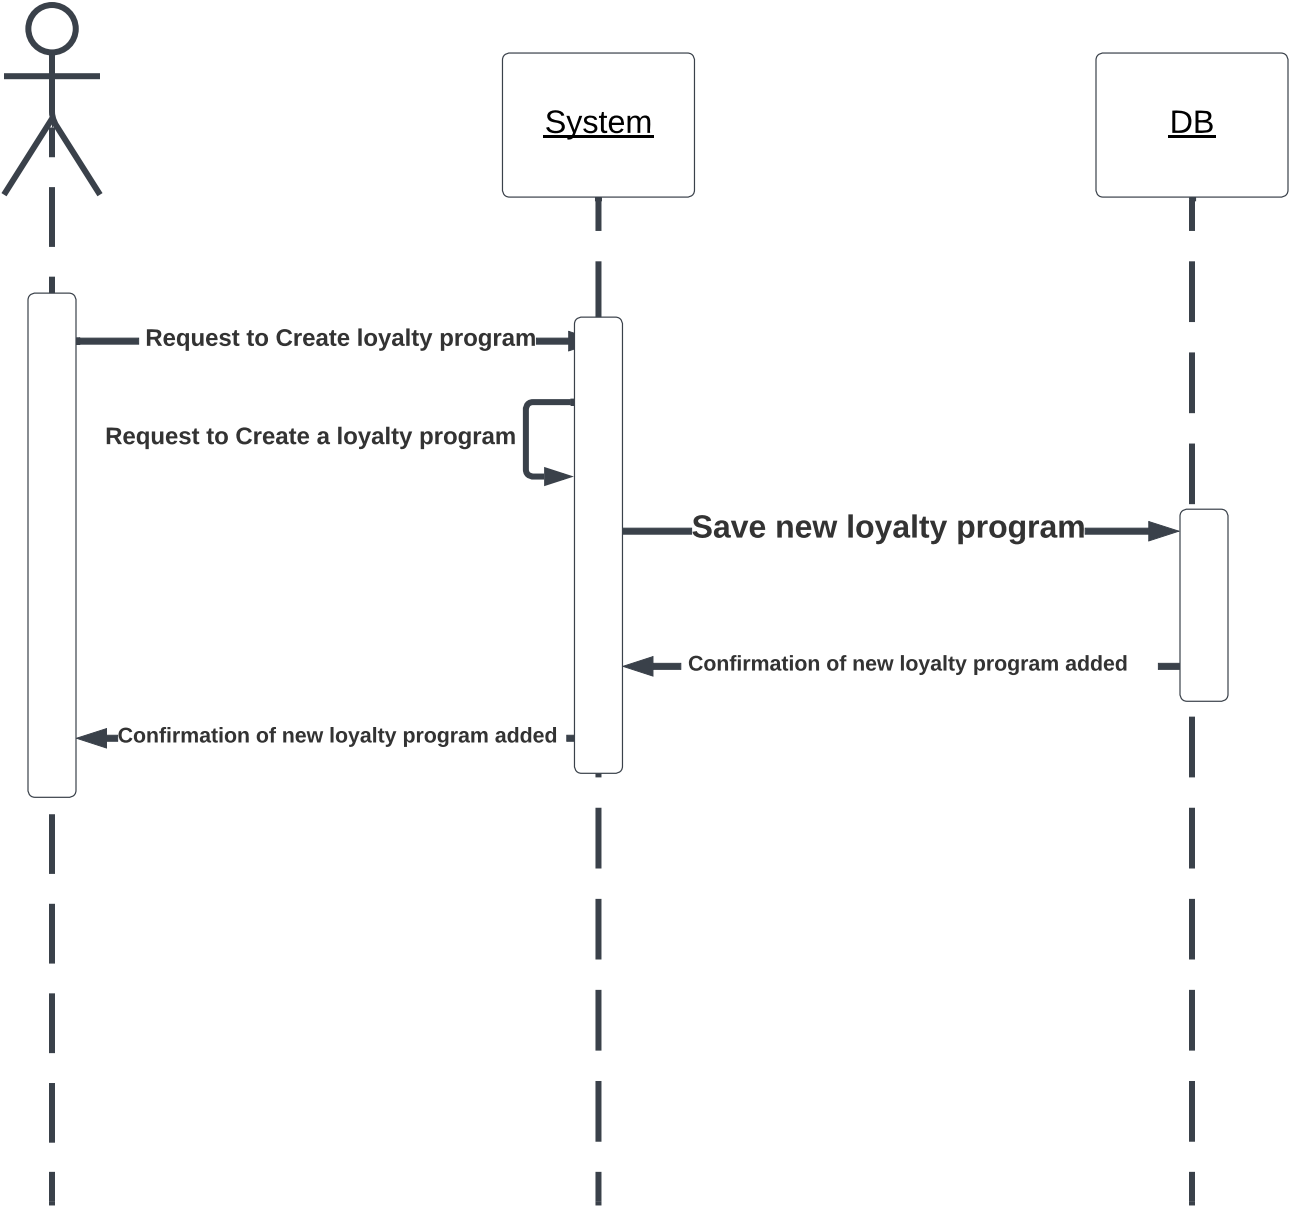 System
DB
Request to Create loyalty program
Request to Create a loyalty program
Save new loyalty program
Confirmation of new loyalty program added
Confirmation of new loyalty program added